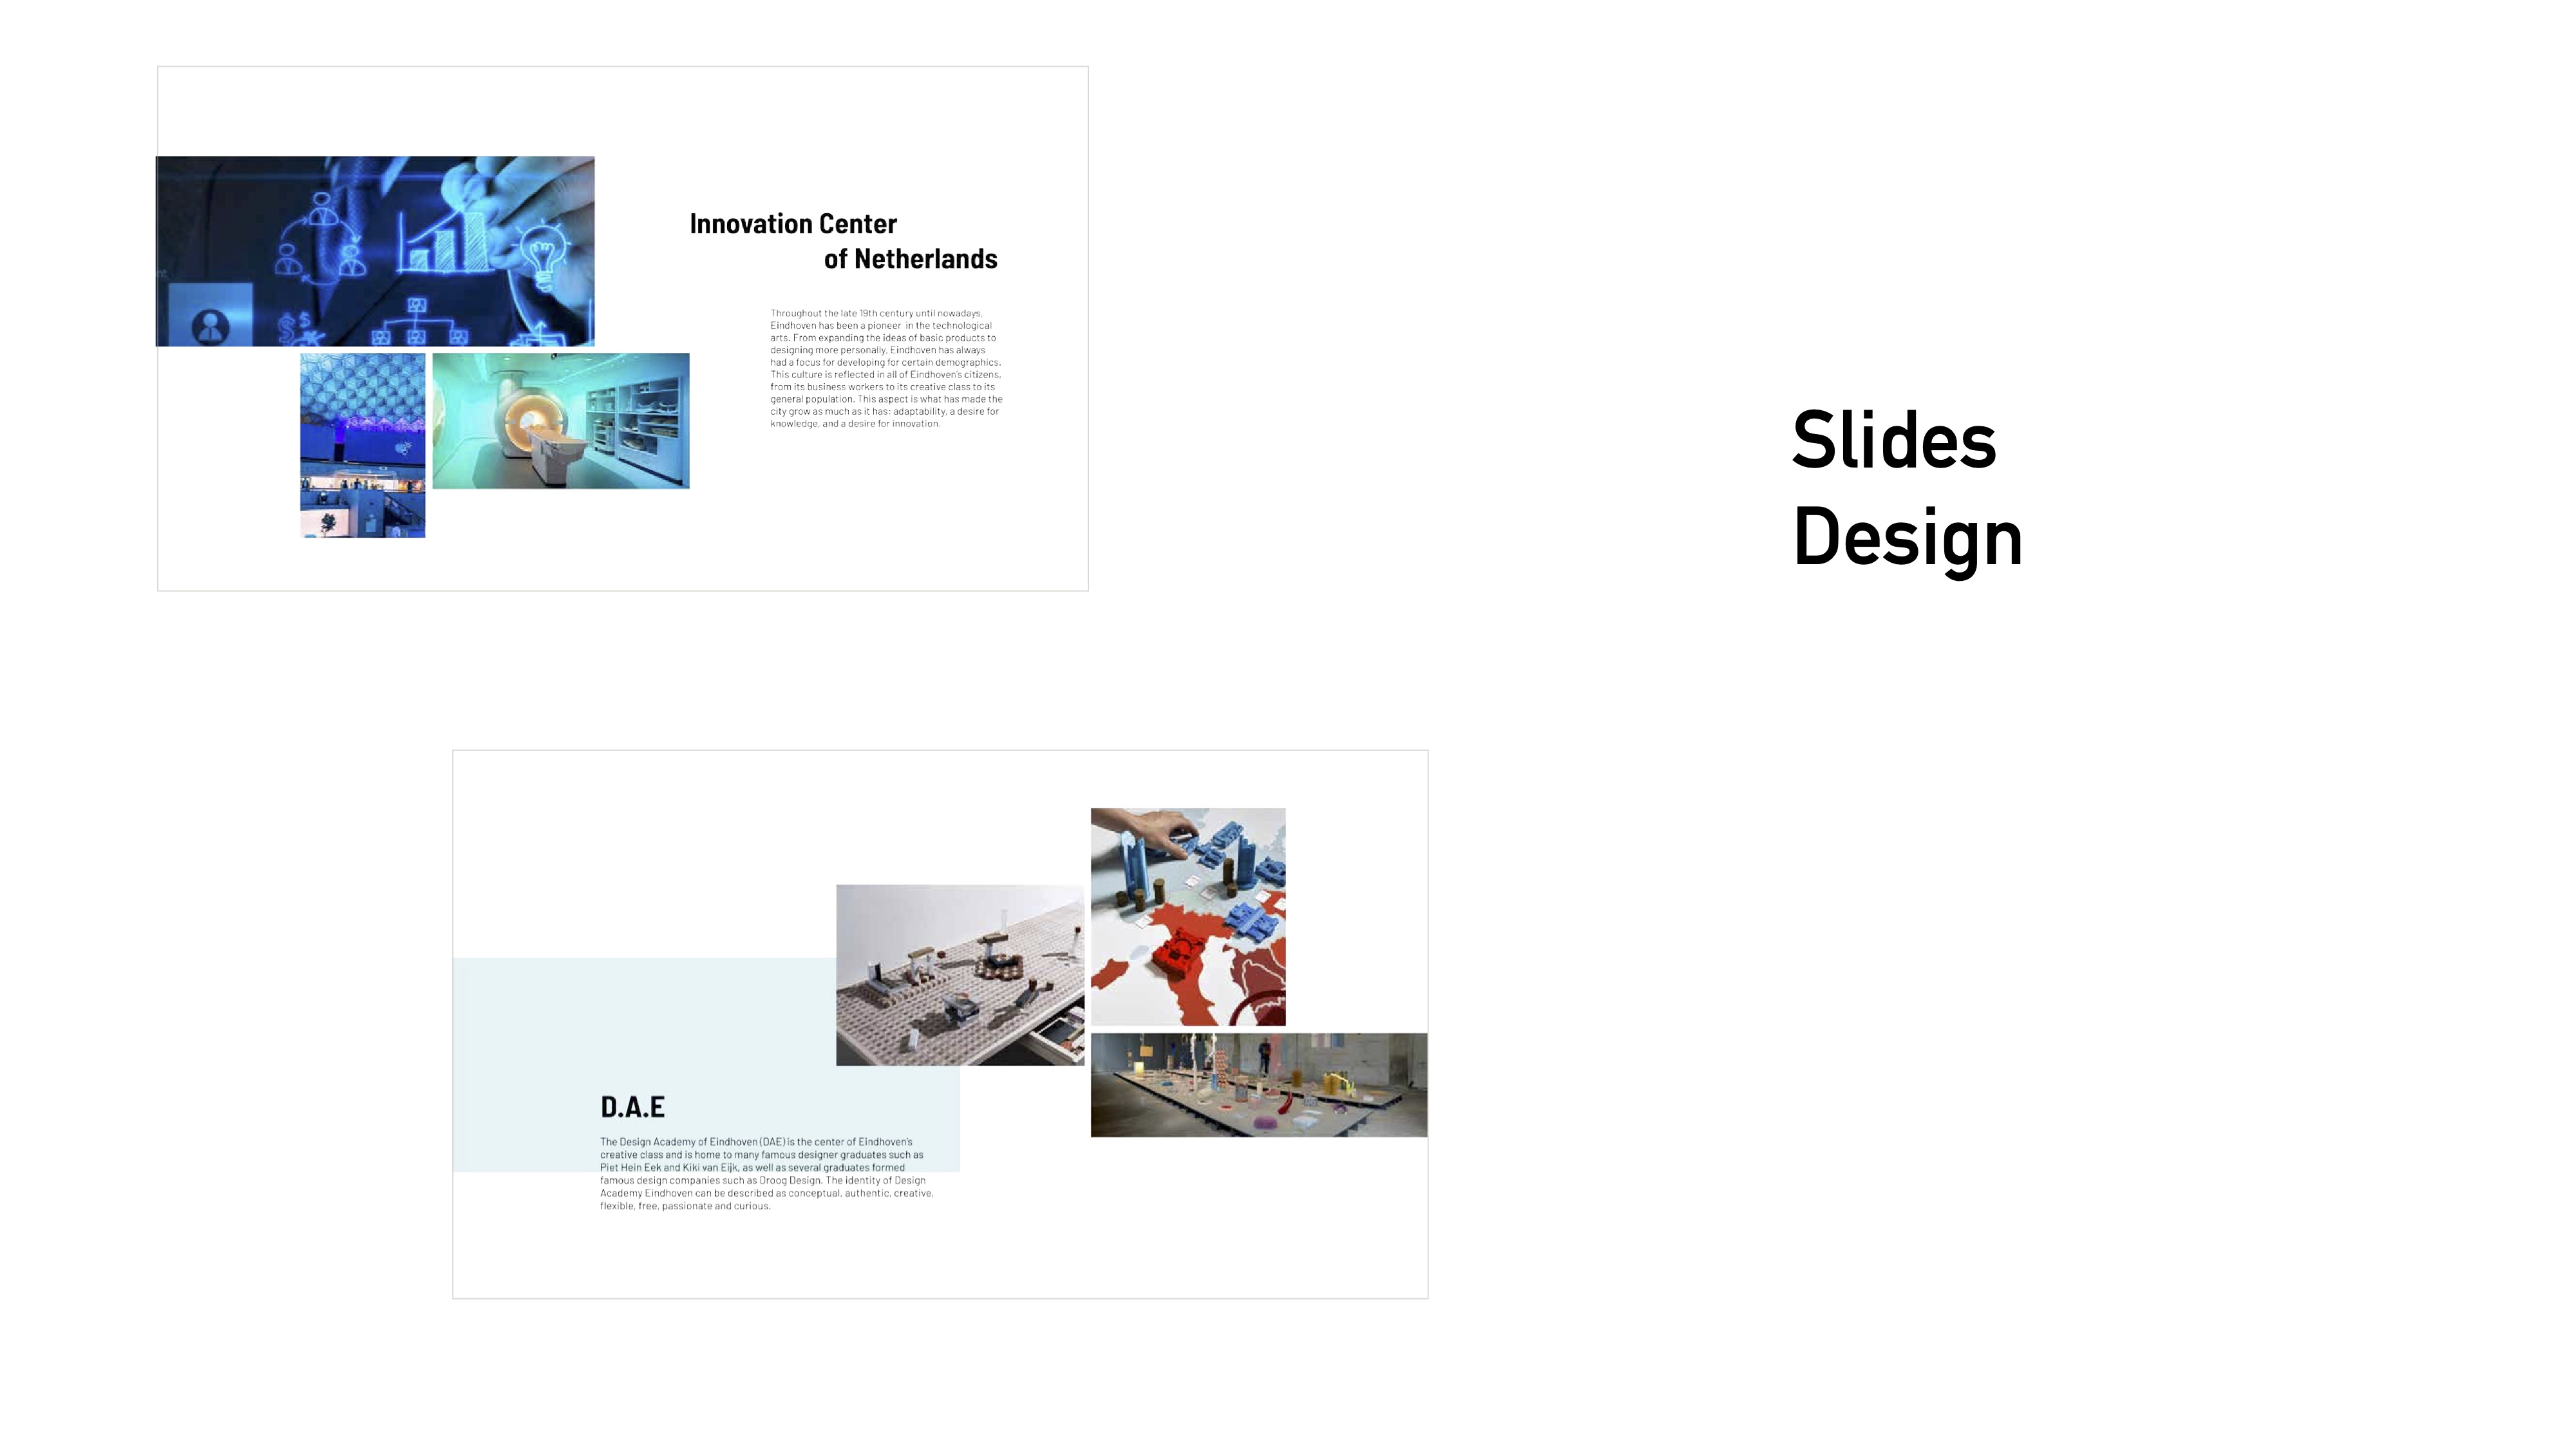 Innovation Center
of Netherlands
Throughout the late 19th century until nowadays,
Eindhoven has been a pioneer in the technological
arts. From expanding the ideas of basic products to
designing more personally, Eindhoven has always
had a focus for developing for certain demographics.
This culture is reflected in all of Eindhoven's citizens,
from its business workers to its creative class to its
general population. This aspect is what has made the
city grow as much as it has: adaptability, a desire for
knowledge, and a desire for innovation.
$ $
Slides
Design
D.A.E
The Design Academy of Eindhoven (DAE) is the center of Eindhoven's
creative class and is home to many famous designer graduates such as
Piet Hein Eek and Kiki van Eijk, as well as several graduates formed
famous design companies such as Droog Design. The identity of Design
Academy Eindhoven can be described as conceptual, authentic, creative,
flexible, free, passionate and curious.